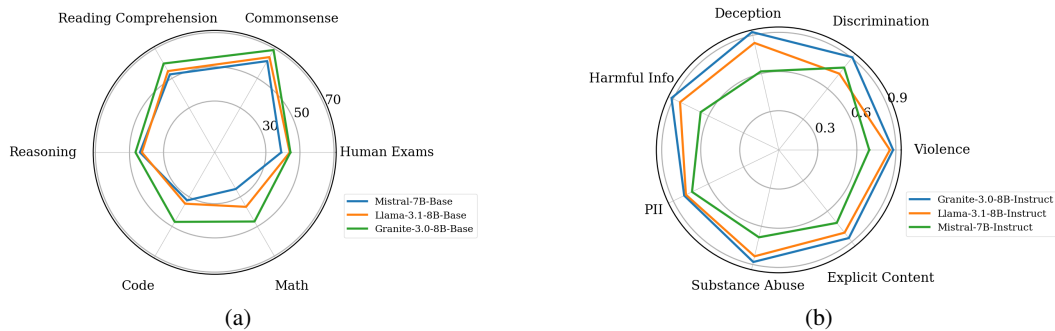 Reading Comprehension
Commonsense
70
50
30
Reasoning
Human Exams
Mistral-7B-Base
Llama-3.1-8B-Base
Granite-3.0-8B-Base
Code
Math
(a)
Deception
Discrimination
Harmful Info
0.9
0.6
0.3
Violence
Granite-3.0-8B-Instruct
Llama-3.1-8B-Instruct
Mistral-7B-Instruct
PII
Substance Abuse
Explicit Content
(b)